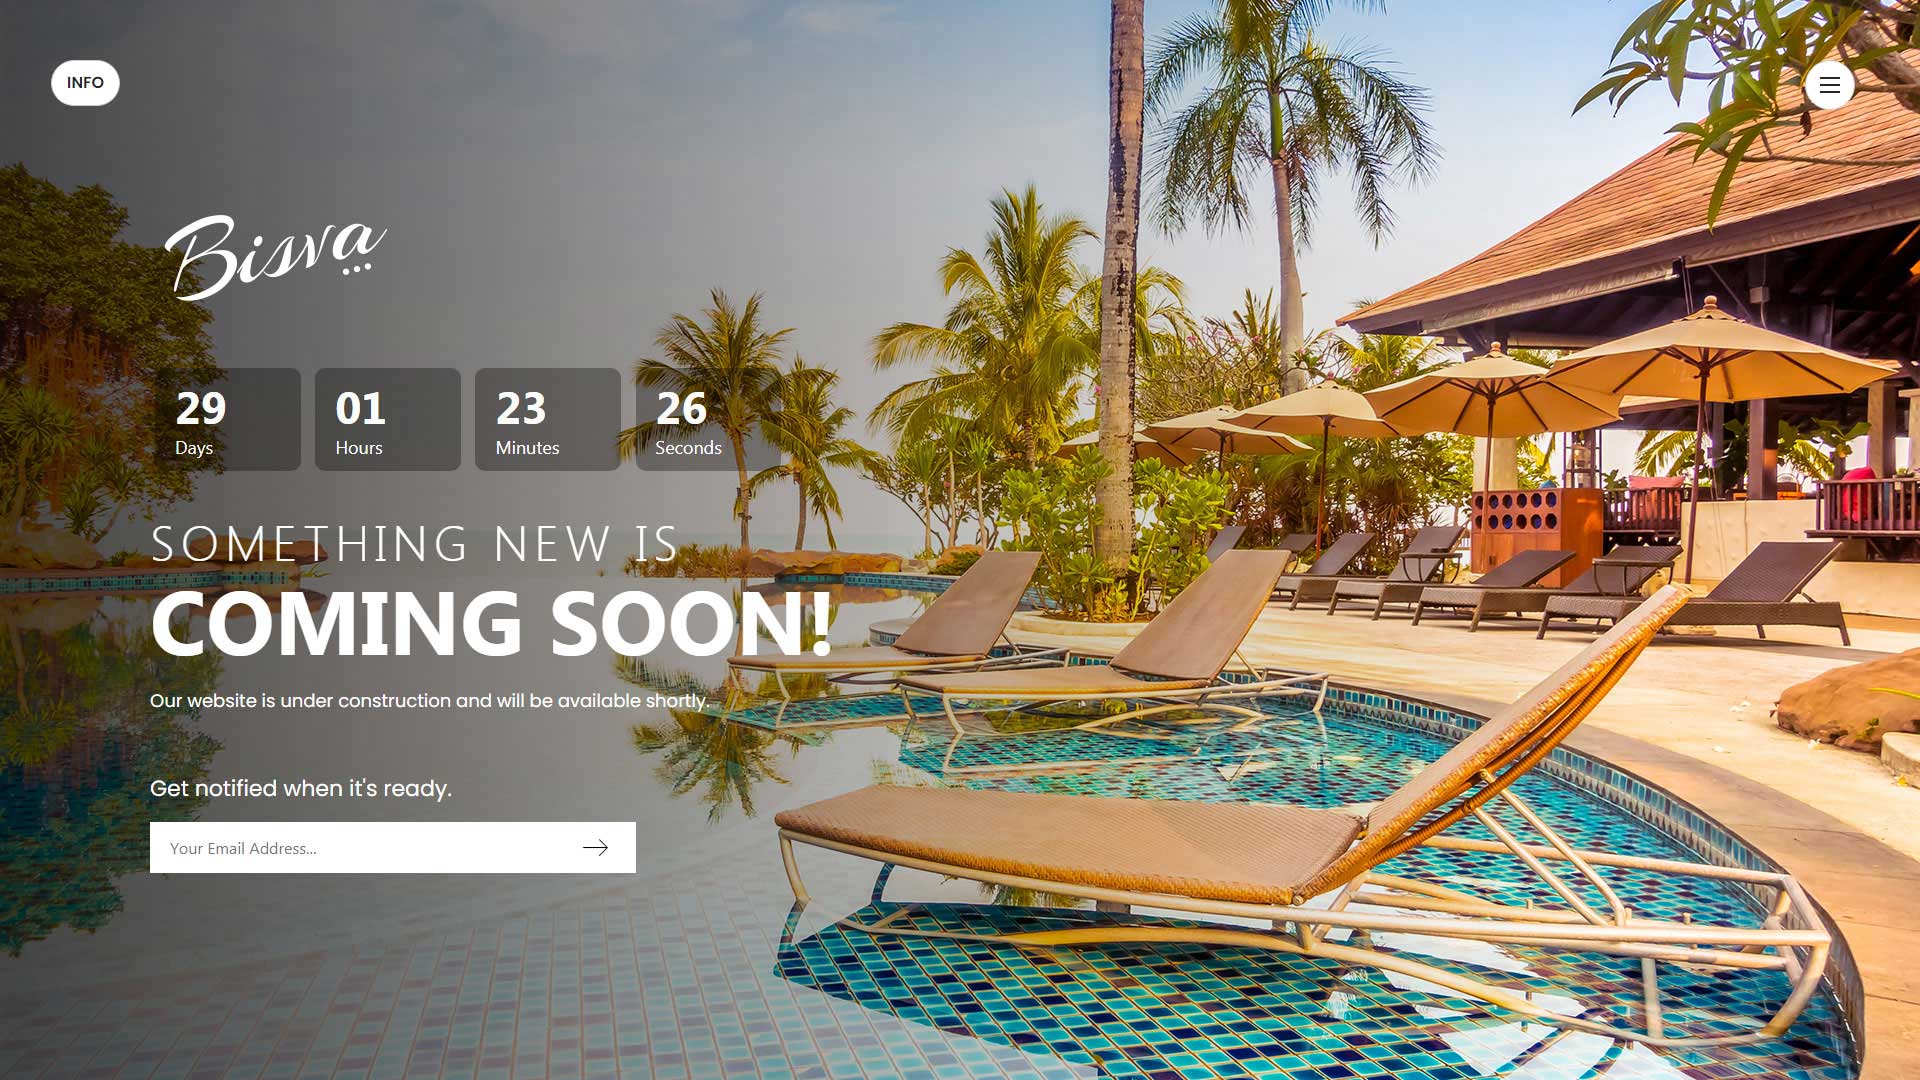 INFO
Bisva
29 01 23 26
Days Hours Minutes Seconds
SOMETHING NEW IS
COMING SOON!
Our website is under construction and will be available shortly.
Get notified when it's ready.
Your Email Address...